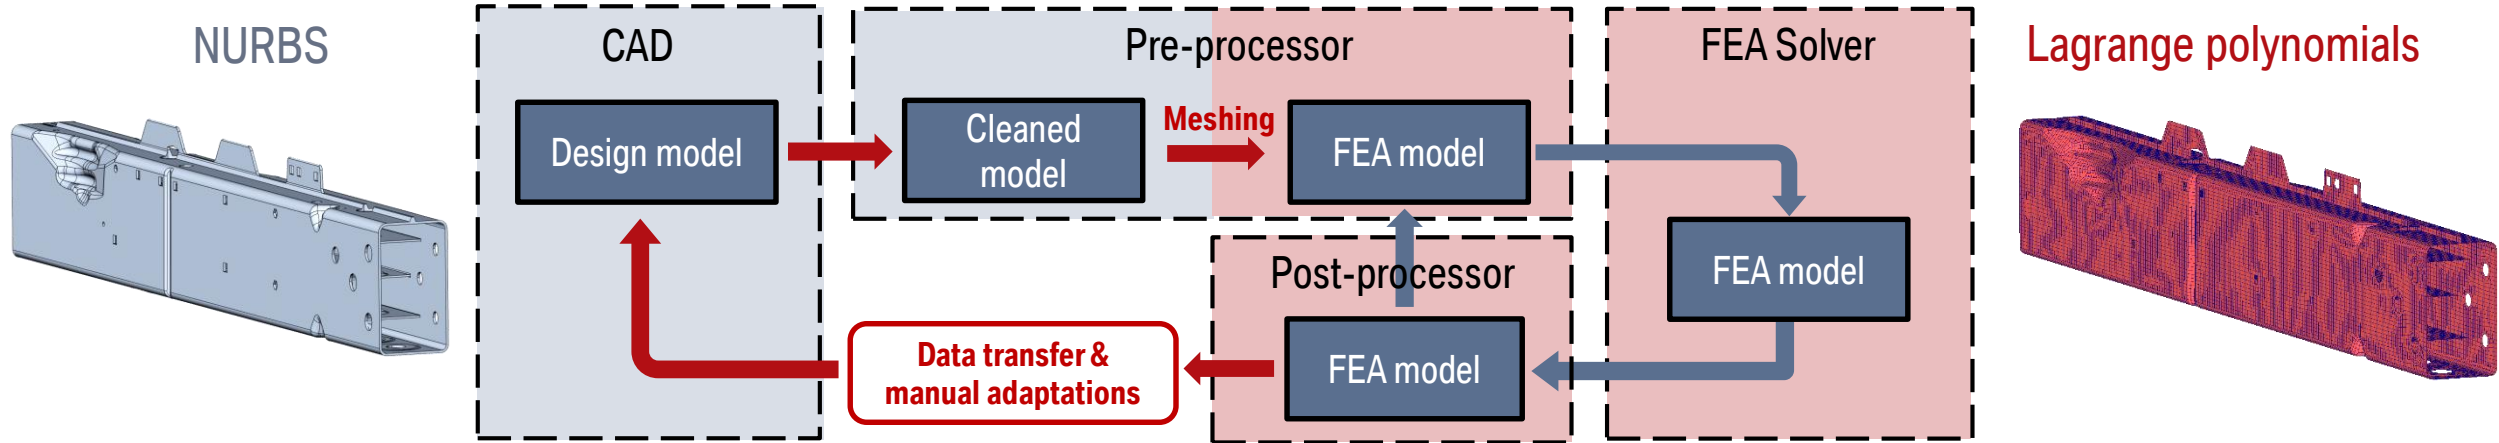 NURBS
CAD
Pre-processor
FEA Solver
Lagrange polynomials
Design model
Cleaned
model
Meshing
FEA model
FEA model
Post-processor
FEA model
Data transfer &
manual adaptations